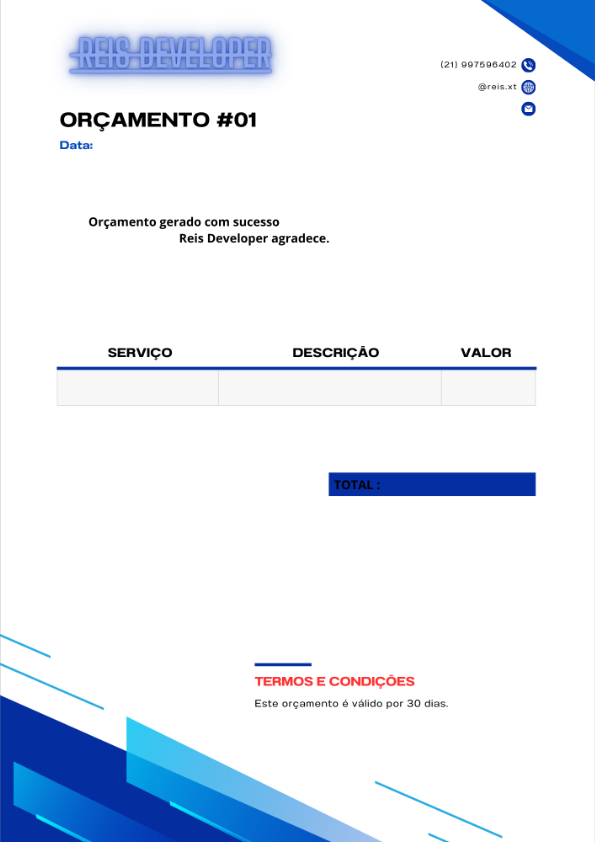 REIS DEVELOPER
(21) 997596402
@reis.xt
ORÇAMENTO #01
Data:
Orçamento gerado com sucesso
Reis Developer agradece.
SERVIÇO DESCRIÇÃO VALOR
TOTAL :
TERMOS E CONDIÇÕES
Este orçamento é válido por 30 dias.